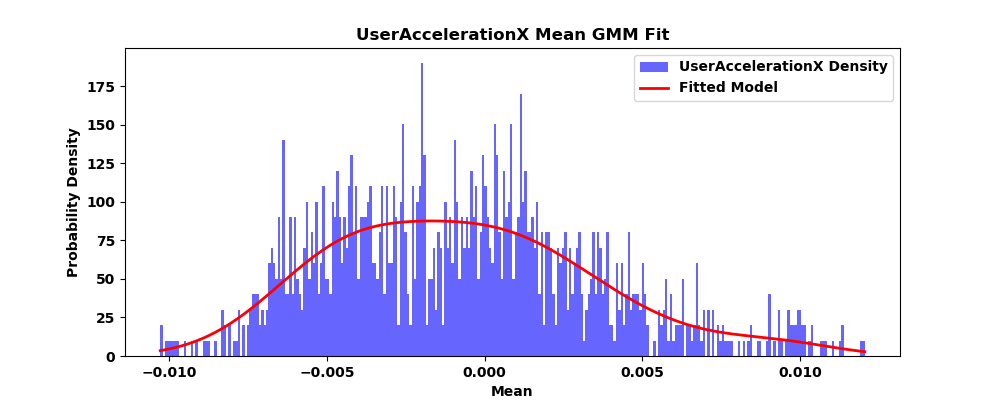 UserAccelerationX Mean GMM Fit
UserAccelerationX Density
Fitted Model
Probability Density
175
150
125
100
75
50
25
0
−0.010 −0.005 0.000 0.005 0.010
Mean